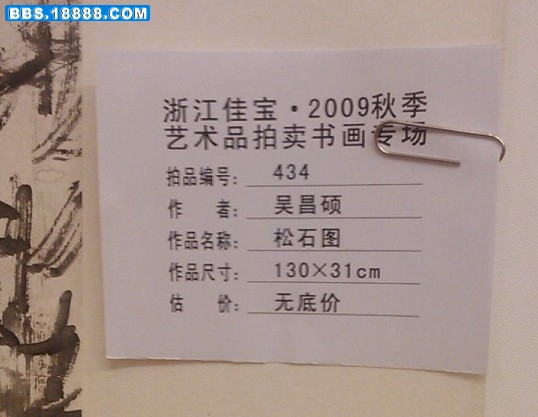 BBS.18888.COM
浙江佳宝·2009秋季
艺术品拍卖书画专场
拍品编号: 434
作 者: 吴昌硕
作品名称: 松石图
作品尺寸: 130×31cm
估 价: 无底价